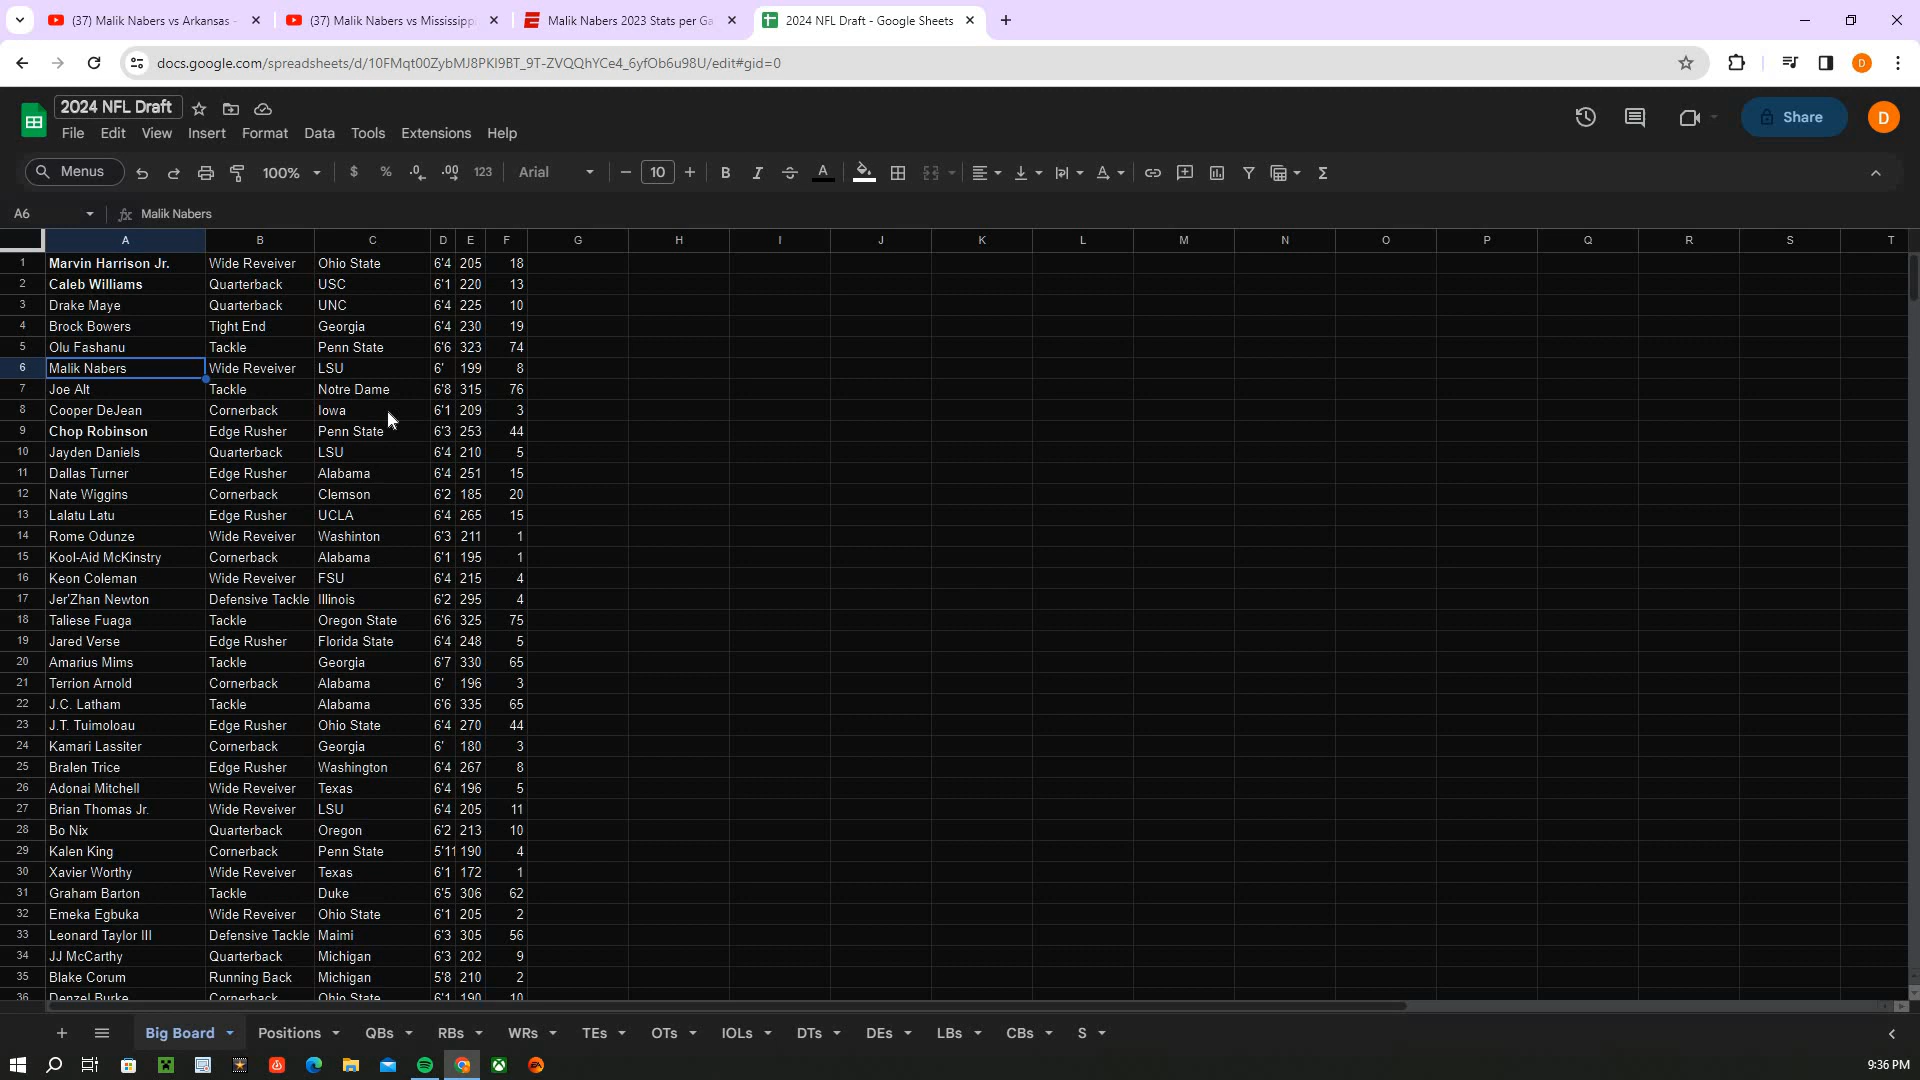 (37) Malik Nabers vs Arkansas - (37) Malik Nabers vs Mississipp Malik Nabers 2023 Stats per Ga 2024 NFL Draft - Google Sheets
docs.google.com/spreadsheets/d/10FMqt00ZybMJ8PKI9BT_9T-ZVQQhYCe4_6yfOb6u98U/edit#gid=0 D
2024 NFL Draft
File Edit View Insert Format Data Tools Extensions Help Share D
Menus 100% $ % .0 .00 123 Arial 10 B I A
A6 fx Malik Nabers
A B C D E F G H I J K L M N O P Q R S T
1 Marvin Harrison Jr. Wide Reveiver Ohio State 6'4 205 18
2 Caleb Williams Quarterback USC 6'1 220 13
3 Drake Maye Quarterback UNC 6'4 225 10
4 Brock Bowers Tight End Georgia 6'4 230 19
5 Olu Fashanu Tackle Penn State 6'6 323 74
6 Malik Nabers Wide Reveiver LSU 6' 199 8
7 Joe Alt Tackle Notre Dame 6'8 315 76
8 Cooper DeJean Cornerback Iowa 6'1 209 3
9 Chop Robinson Edge Rusher Penn State 6'3 253 44
10 Jayden Daniels Quarterback LSU 6'4 210 5
11 Dallas Turner Edge Rusher Alabama 6'4 251 15
12 Nate Wiggins Cornerback Clemson 6'2 185 20
13 Lalatu Latu Edge Rusher UCLA 6'4 265 15
14 Rome Odunze Wide Reveiver Washinton 6'3 211 1
15 Kool-Aid McKinstry Cornerback Alabama 6'1 195 1
16 Keon Coleman Wide Reveiver FSU 6'4 215 4
17 Jer'Zhan Newton Defensive Tackle Illinois 6'2 295 4
18 Taliese Fuaga Tackle Oregon State 6'6 325 75
19 Jared Verse Edge Rusher Florida State 6'4 248 5
20 Amarius Mims Tackle Georgia 6'7 330 65
21 Terrion Arnold Cornerback Alabama 6' 196 3
22 J.C. Latham Tackle Alabama 6'6 335 65
23 J.T. Tuimoloau Edge Rusher Ohio State 6'4 270 44
24 Kamari Lassiter Cornerback Georgia 6' 180 3
25 Bralen Trice Edge Rusher Washington 6'4 267 8
26 Adonai Mitchell Wide Reveiver Texas 6'4 196 5
27 Brian Thomas Jr. Wide Reveiver LSU 6'4 205 11
28 Bo Nix Quarterback Oregon 6'2 213 10
29 Kalen King Cornerback Penn State 5'11 190 4
30 Xavier Worthy Wide Reveiver Texas 6'1 172 1
31 Graham Barton Tackle Duke 6'5 306 62
32 Emeka Egbuka Wide Reveiver Ohio State 6'1 205 2
33 Leonard Taylor III Defensive Tackle Maimi 6'3 305 56
34 JJ McCarthy Quarterback Michigan 6'3 202 9
35 Blake Corum Running Back Michigan 5'8 210 2
36 Denzel Burke Cornerback Ohio State 6'1 190 10
Big Board Positions QBs RBs WRs TEs OTs IOLs DTs DEs LBs CBs S
9:36 PM